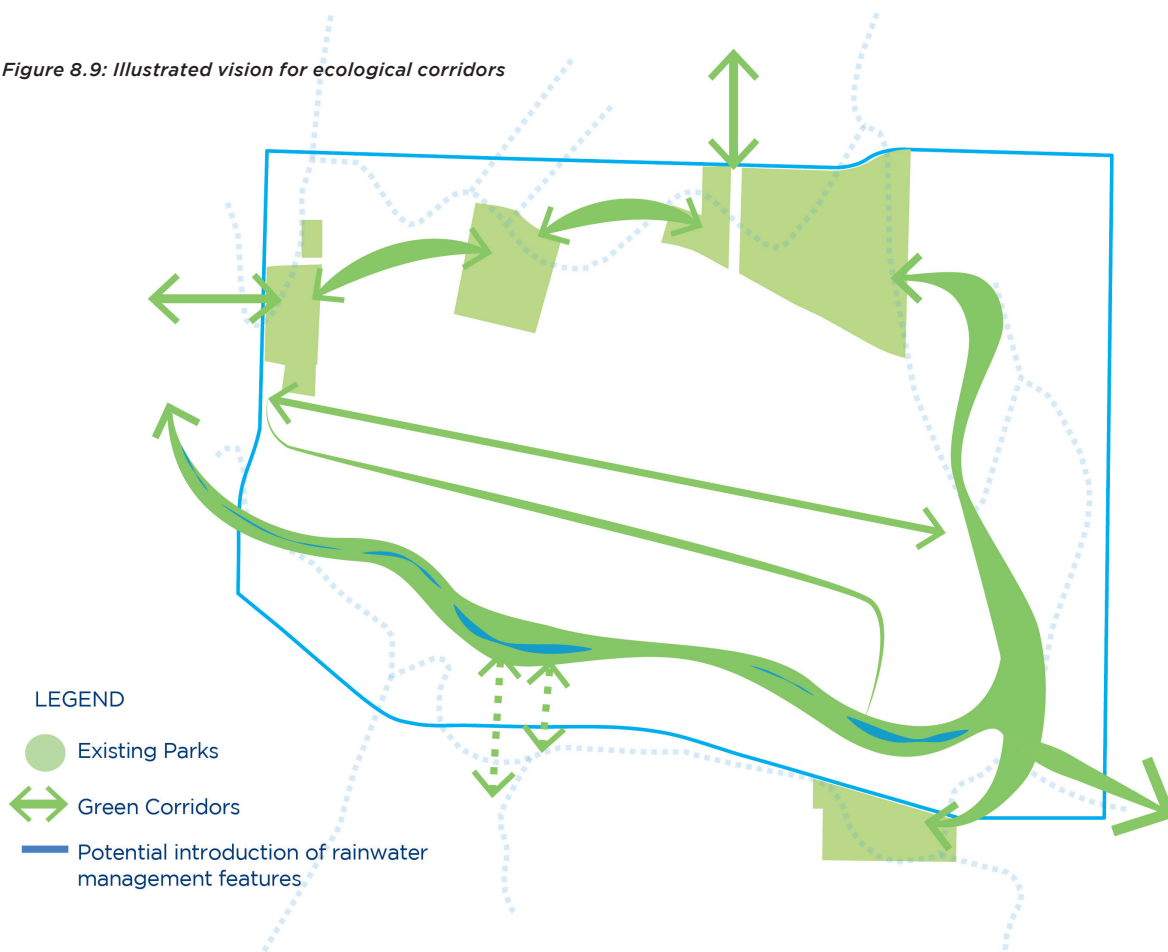 Figure 8.9: Illustrated vision for ecological corridors
LEGEND
Existing Parks
Green Corridors
Potential introduction of rainwater
management features